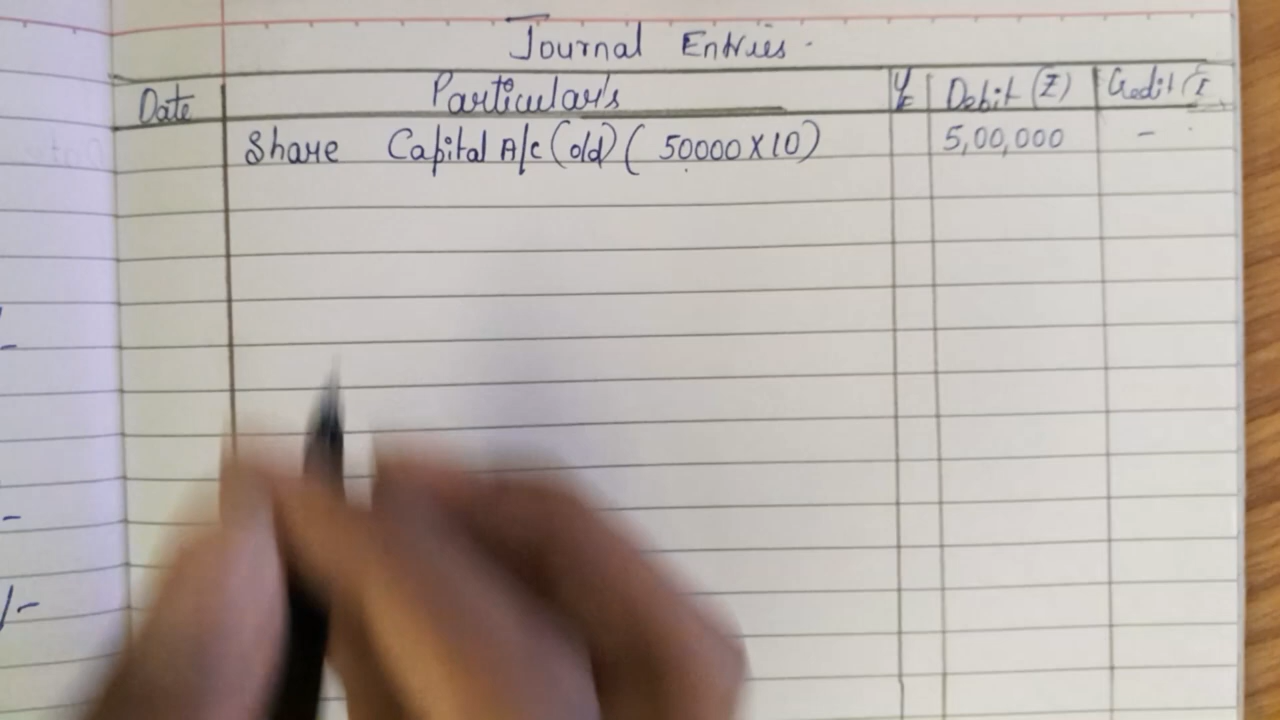 Journal Entries.
Date Particulars Debit (₹) Credit (₹
Share Capital A/c (old) ( 50000 X 10) 5,00,000 -
-
-
/-